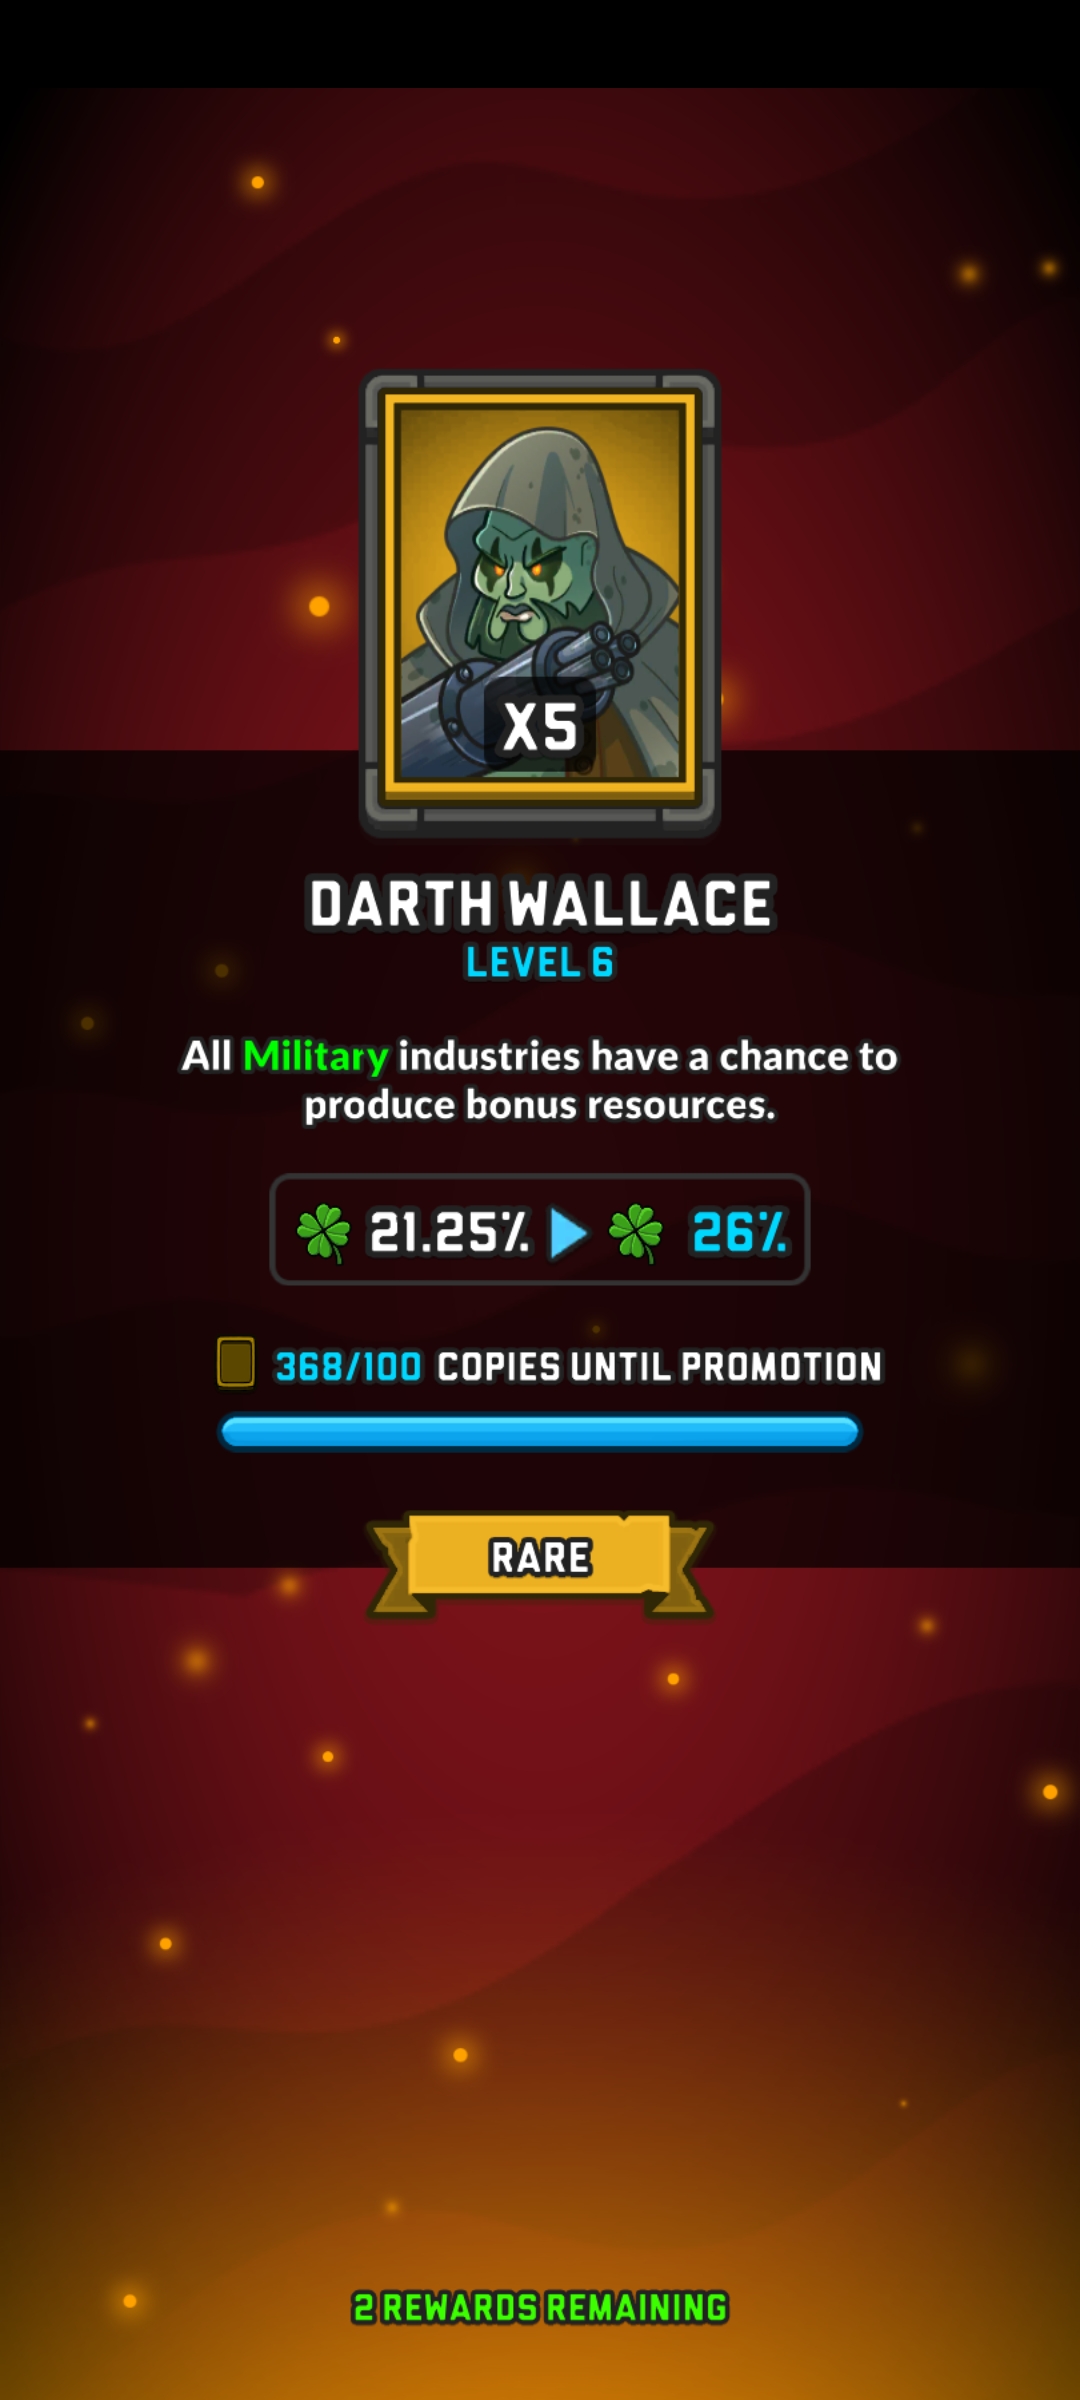 X5
DARTH WALLACE
LEVEL 6
All Military industries have a chance to
produce bonus resources.
21.25% 26%
368/100 COPIES UNTIL PROMOTION
RARE
2 REWARDS REMAINING